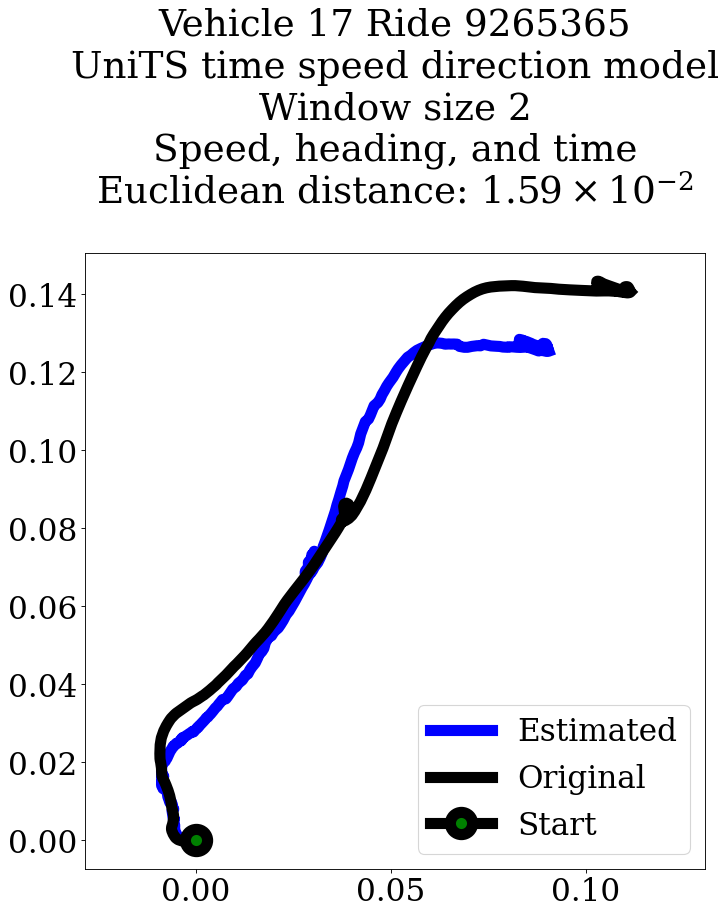 Vehicle 17 Ride 9265365
UniTS time speed direction model
Window size 2
Speed, heading, and time
Euclidean distance: $1.59 × 10^{-2}$
0.14
0.12
0.10
0.08
0.06
0.04
0.02
0.00
Estimated
Original
Start
0.00 0.05 0.10